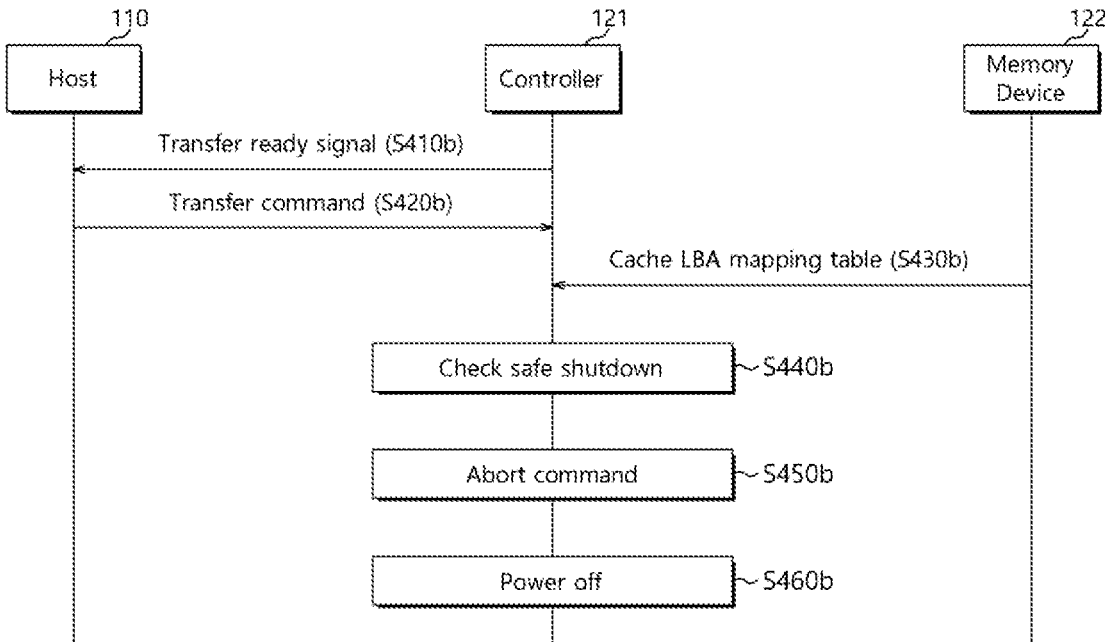 110
121
122
Host
Controller
Memory
Device
Transfer ready signal (S410b)
Transfer command (S420b)
Cache LBA mapping table (S430b)
Check safe shutdown
S440b
Abort command
S450b
Power off
S460b